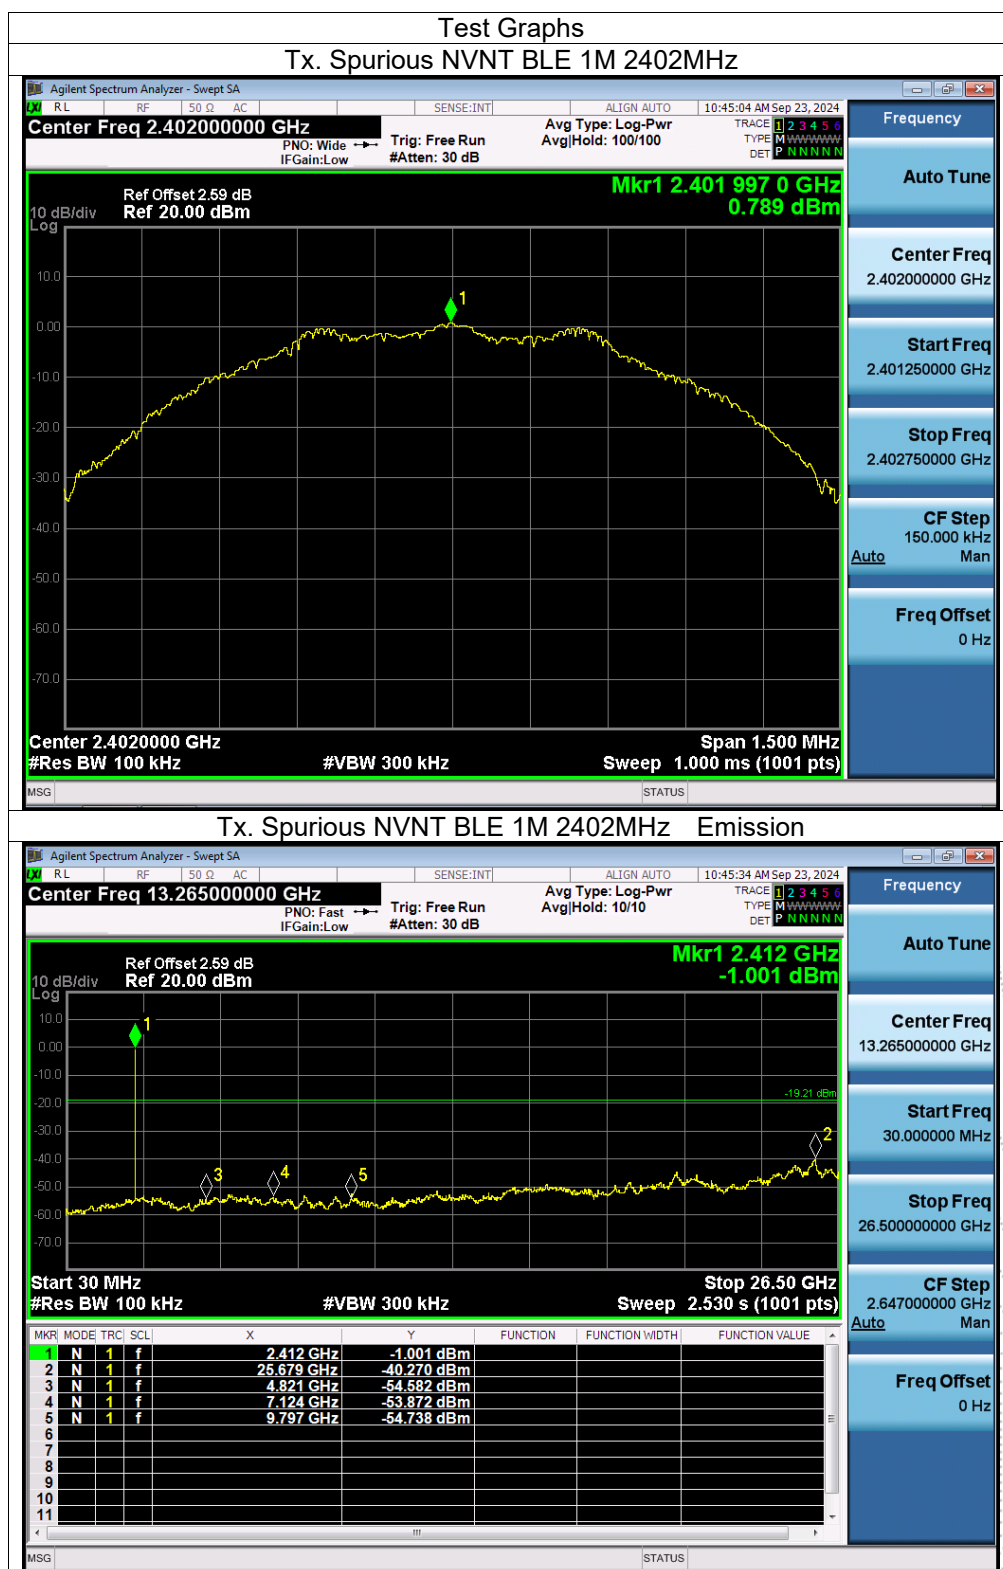 Test Graphs
Tx. Spurious NVNT BLE 1M 2402MHz
Agilent Spectrum Analyzer - Swept SA
LXI RL RF 50 Ω AC SENSE:INT ALIGN AUTO 10:45:04 AM Sep 23, 2024
Center Freq 2.402000000 GHz
PNO: Wide
IFGain:Low
Trig: Free Run
#Atten: 30 dB
Avg Type: Log-Pwr
Avg|Hold: 100/100
TRACE 1 2 3 4 5 6
TYPE M WWWWW
DET P N N N N N
Ref Offset 2.59 dB
Ref 20.00 dBm
10 dB/div
Log
Mkr1 2.401 997 0 GHz
0.789 dBm
1
10.0
0.00
-10.0
-20.0
-30.0
-40.0
-50.0
-60.0
-70.0
Center 2.4020000 GHz Span 1.500 MHz
#Res BW 100 kHz #VBW 300 kHz Sweep 1.000 ms (1001 pts)
MSG STATUS
Frequency
Auto Tune
Center Freq
2.402000000 GHz
Start Freq
2.401250000 GHz
Stop Freq
2.402750000 GHz
CF Step
150.000 kHz
Auto Man
Freq Offset
0 Hz
Tx. Spurious NVNT BLE 1M 2402MHz Emission
Agilent Spectrum Analyzer - Swept SA
LXI RL RF 50 Ω AC SENSE:INT ALIGN AUTO 10:45:34 AM Sep 23, 2024
Center Freq 13.265000000 GHz
PNO: Fast
IFGain:Low
Trig: Free Run
#Atten: 30 dB
Avg Type: Log-Pwr
Avg|Hold: 10/10
TRACE 1 2 3 4 5 6
TYPE M WWWWW
DET P N N N N N
Ref Offset 2.59 dB
Ref 20.00 dBm
10 dB/div
Log
Mkr1 2.412 GHz
-1.001 dBm
10.0
0.00
-10.0
-20.0
-30.0
-40.0
-50.0
-60.0
-70.0
1
-19.21 dBm
2
3
4
5
Start 30 MHz Stop 26.50 GHz
#Res BW 100 kHz #VBW 300 kHz Sweep 2.530 s (1001 pts)
MKR MODE TRC SCL X Y FUNCTION FUNCTION WIDTH FUNCTION VALUE
1 N 1 f 2.412 GHz -1.001 dBm
2 N 1 f 25.679 GHz -40.270 dBm
3 N 1 f 4.821 GHz -54.582 dBm
4 N 1 f 7.124 GHz -53.872 dBm
5 N 1 f 9.797 GHz -54.738 dBm
6
7
8
9
10
11
MSG STATUS
Frequency
Auto Tune
Center Freq
13.265000000 GHz
Start Freq
30.000000 MHz
Stop Freq
26.500000000 GHz
CF Step
2.647000000 GHz
Auto Man
Freq Offset
0 Hz